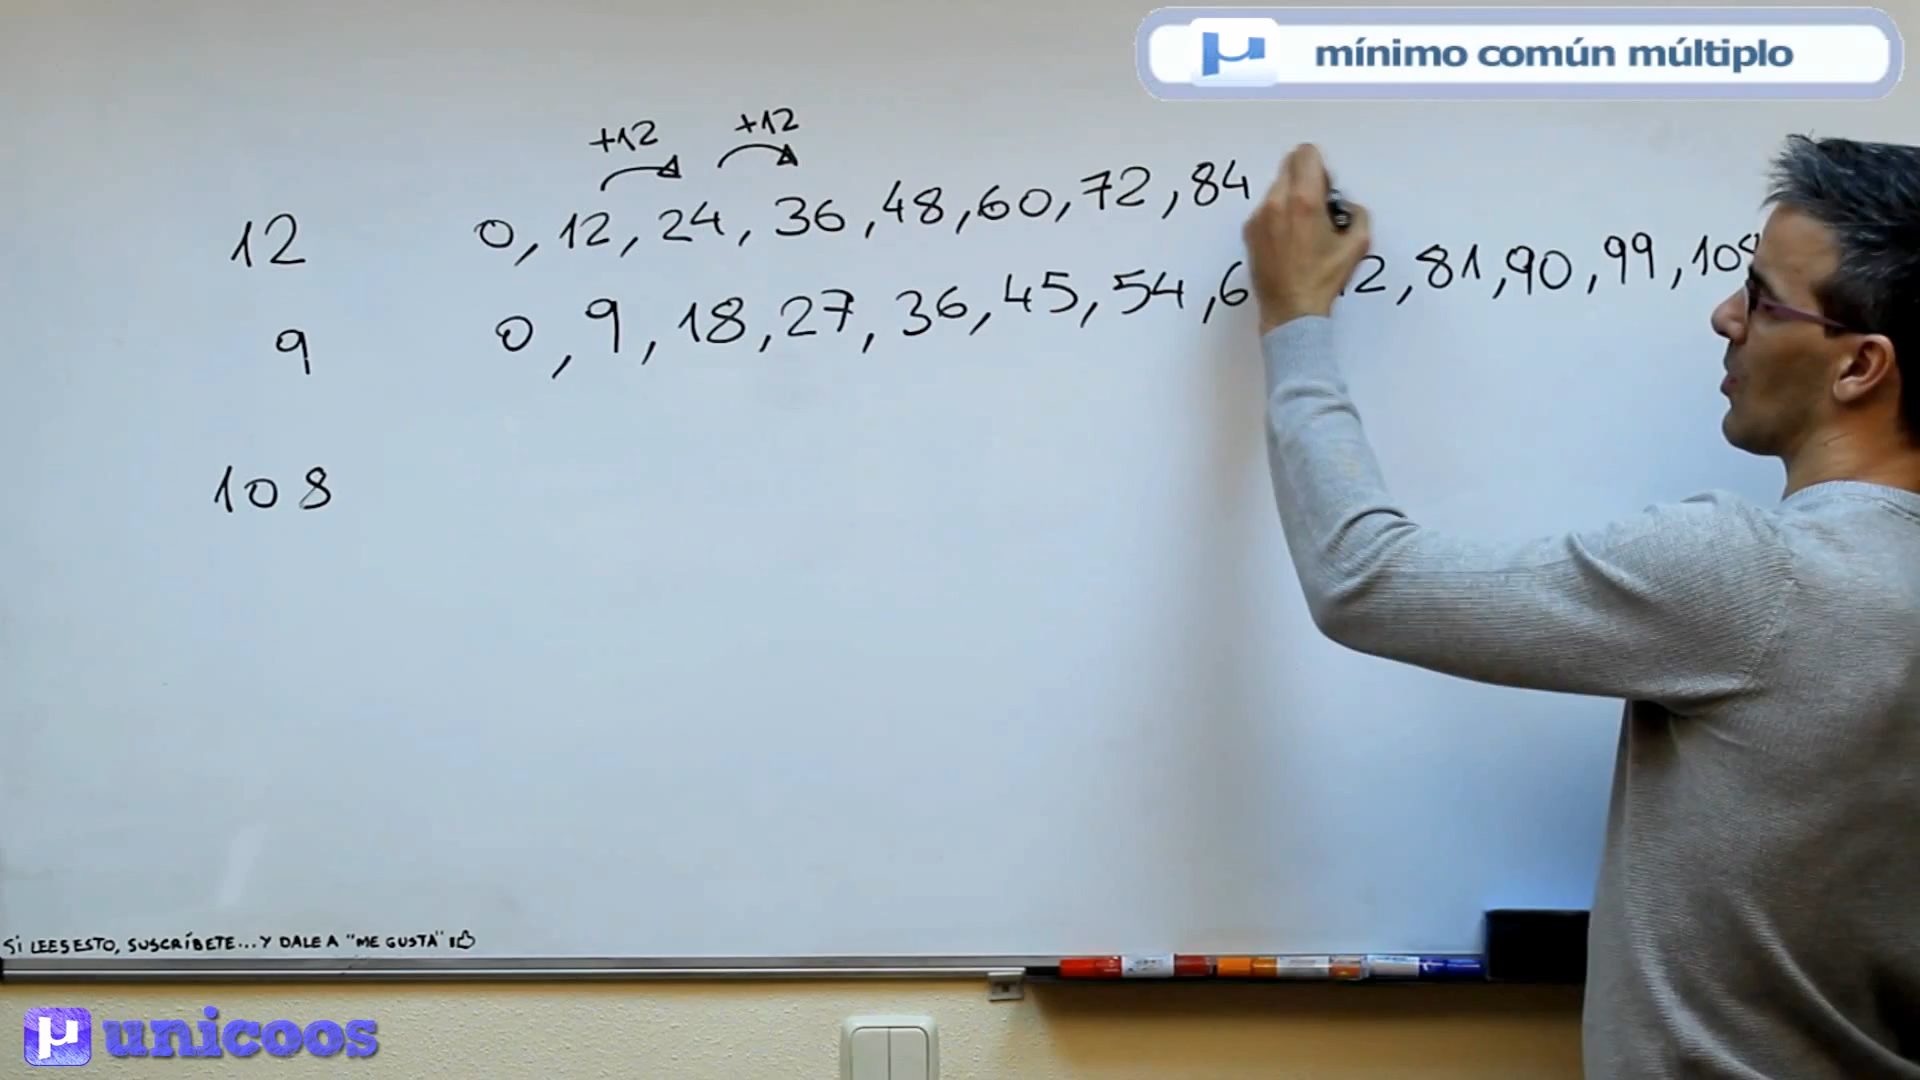 μ mínimo común múltiplo
+12 +12
12 0, 12, 24, 36, 48, 60, 72, 84
9 0, 9, 18, 27, 36, 45, 54, 81, 90, 99, 108
108
SI LEES ESTO, SUSCRÍBETE...Y DALE A "ME GUSTA"
μ unicoos